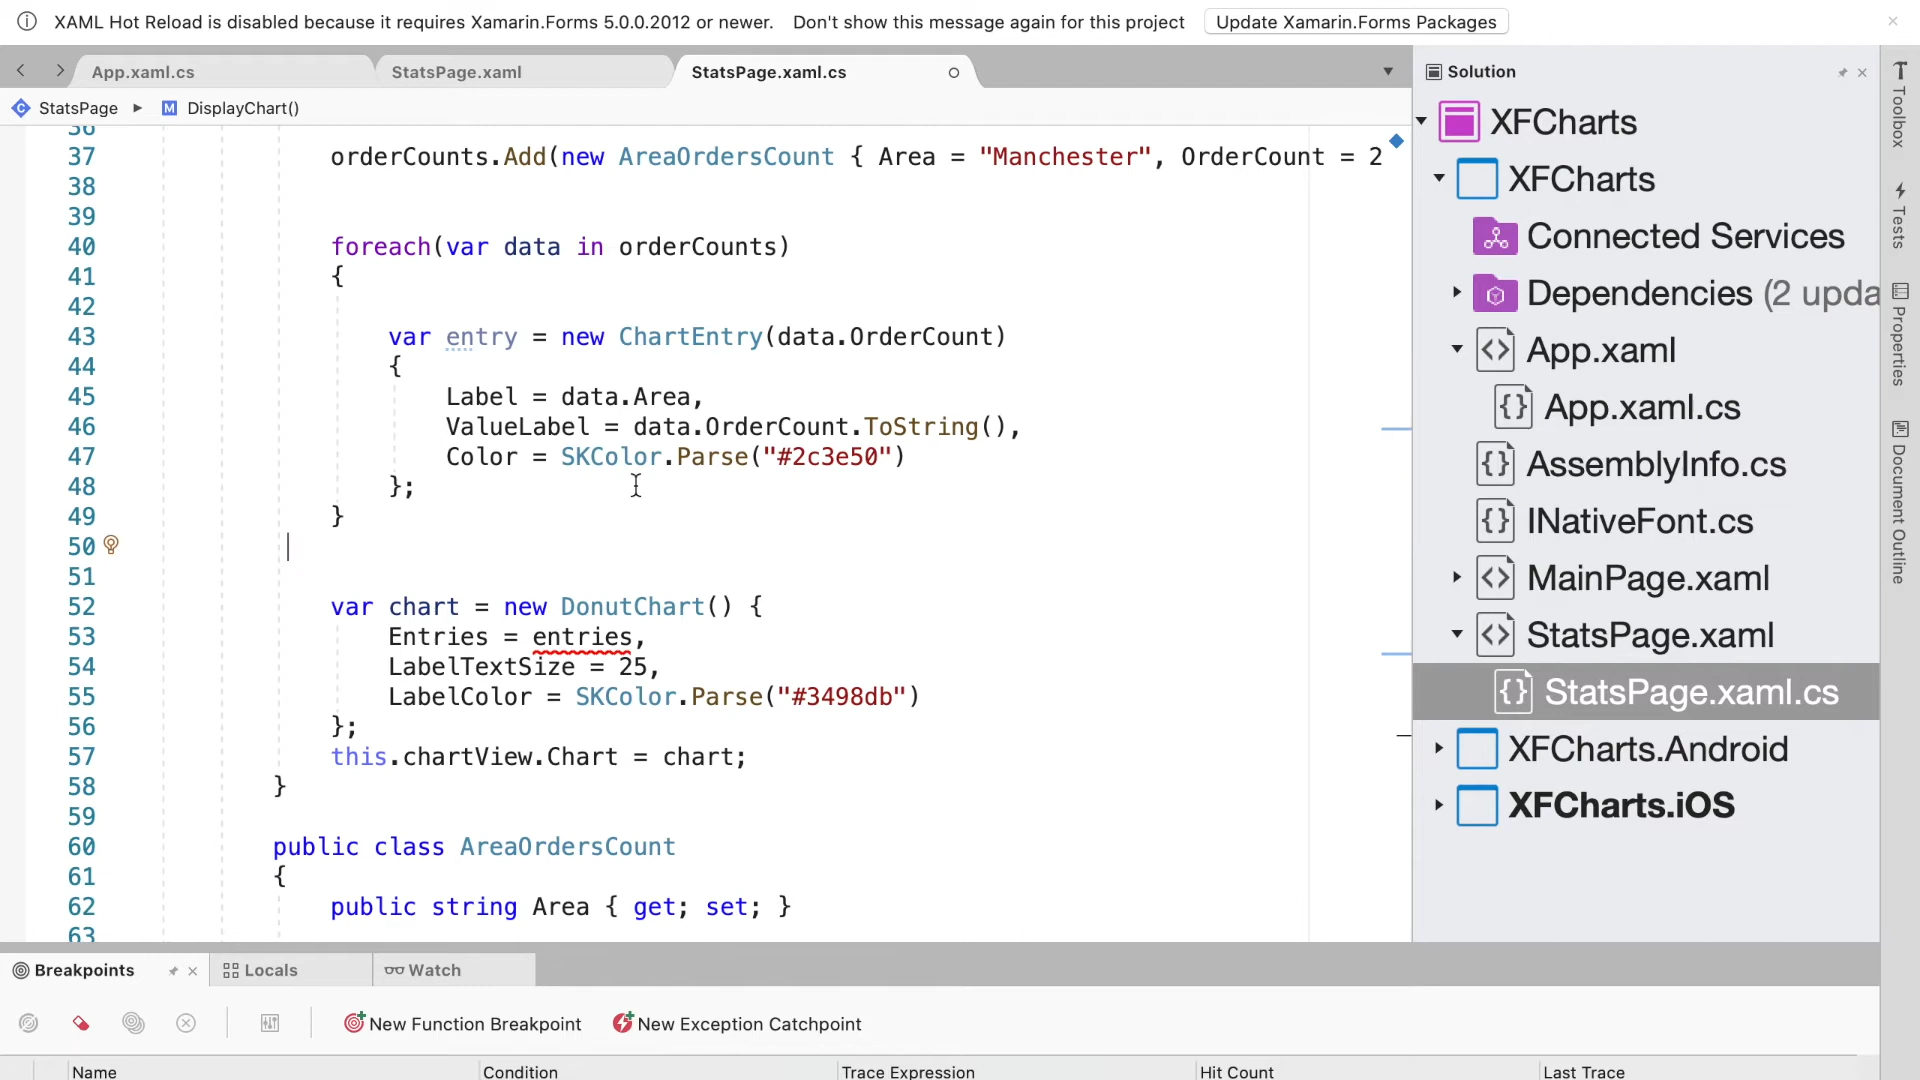 XAML Hot Reload is disabled because it requires Xamarin.Forms 5.0.0.2012 or newer. Don't show this message again for this project Update Xamarin.Forms Packages
App.xaml.cs StatsPage.xaml StatsPage.xaml.cs
StatsPage DisplayChart()
36
37 orderCounts.Add(new AreaOrdersCount { Area = "Manchester", OrderCount = 2
38
39
40 foreach(var data in orderCounts)
41 {
42
43 var entry = new ChartEntry(data.OrderCount)
44 {
45 Label = data.Area,
46 ValueLabel = data.OrderCount.ToString(),
47 Color = SKColor.Parse("#2c3e50")
48 };
49 }
50
51
52 var chart = new DonutChart() {
53 Entries = entries,
54 LabelTextSize = 25,
55 LabelColor = SKColor.Parse("#3498db")
56 };
57 this.chartView.Chart = chart;
58 }
59
60 public class AreaOrdersCount
61 {
62 public string Area { get; set; }
63
Solution
XFCharts
XFCharts
Connected Services
Dependencies (2 upda
App.xaml
App.xaml.cs
AssemblyInfo.cs
INativeFont.cs
MainPage.xaml
StatsPage.xaml
StatsPage.xaml.cs
XFCharts.Android
XFCharts.iOS
Toolbox
Tests
Properties
Document Outline
Breakpoints Locals Watch
New Function Breakpoint New Exception Catchpoint
Name Condition Trace Expression Hit Count Last Trace